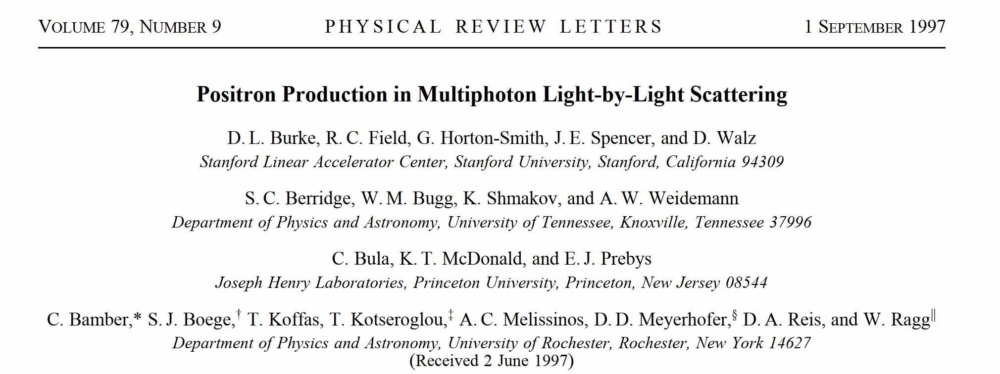 VOLUME 79, NUMBER 9 PHYSICAL REVIEW LETTERS 1 SEPTEMBER 1997
Positron Production in Multiphoton Light-by-Light Scattering
D. L. Burke, R. C. Field, G. Horton-Smith, J. E. Spencer, and D. Walz
Stanford Linear Accelerator Center, Stanford University, Stanford, California 94309
S. C. Berridge, W. M. Bugg, K. Shmakov, and A. W. Weidemann
Department of Physics and Astronomy, University of Tennessee, Knoxville, Tennessee 37996
C. Bula, K. T. McDonald, and E. J. Prebys
Joseph Henry Laboratories, Princeton University, Princeton, New Jersey 08544
C. Bamber,* S. J. Boege,† T. Koffas, T. Kotseroglou,‡ A. C. Melissinos, D. D. Meyerhofer,§ D. A. Reis, and W. Ragg‖
Department of Physics and Astronomy, University of Rochester, Rochester, New York 14627
(Received 2 June 1997)